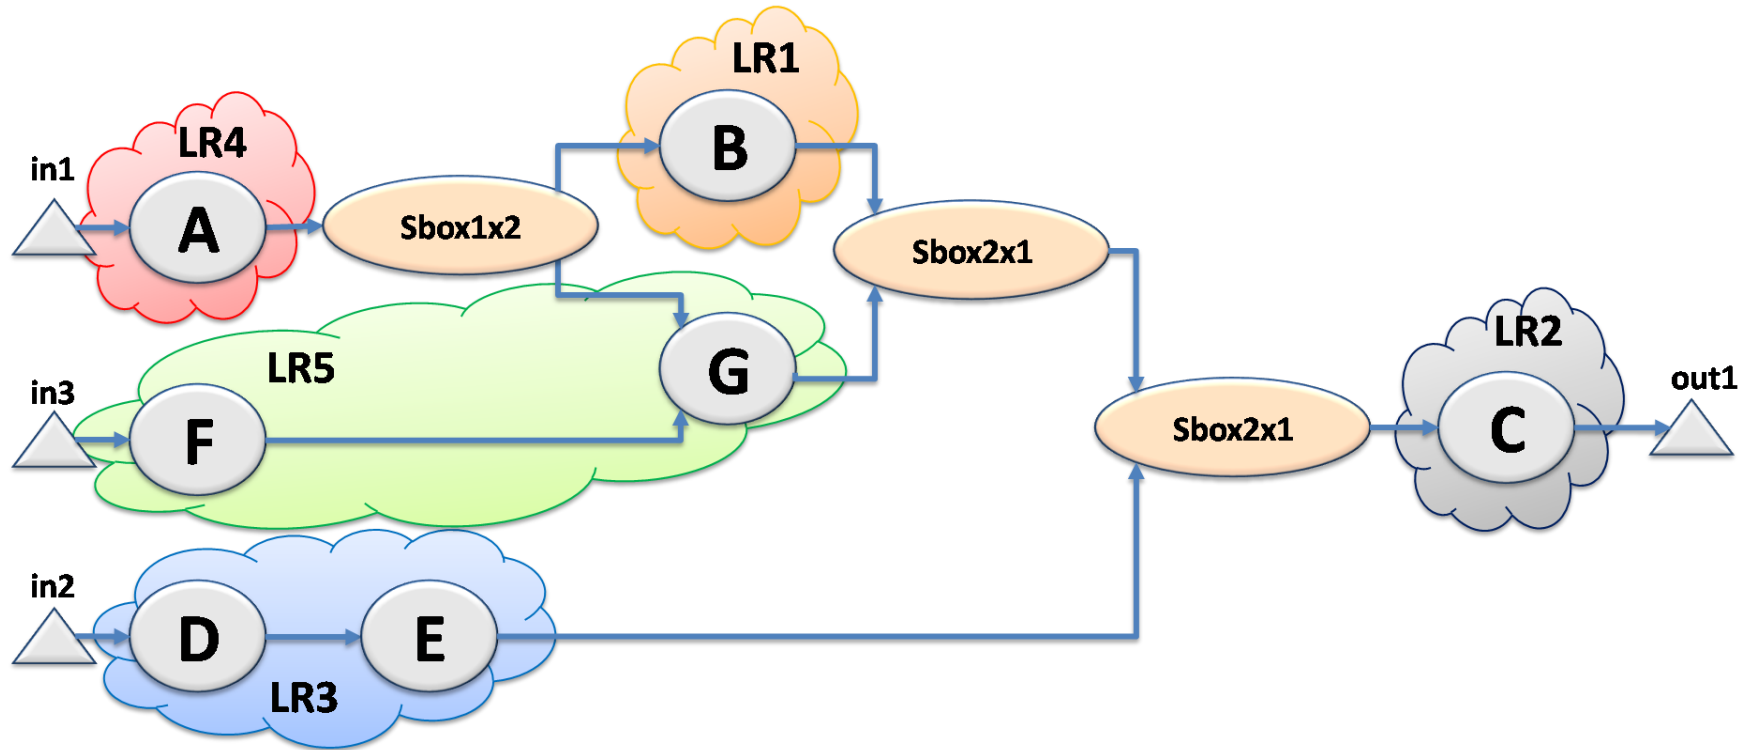 LR1
B
LR4
in1
A
Sbox1x2
Sbox2x1
LR5
G
in3
F
LR2
out1
Sbox2x1
C
in2
D
E
LR3